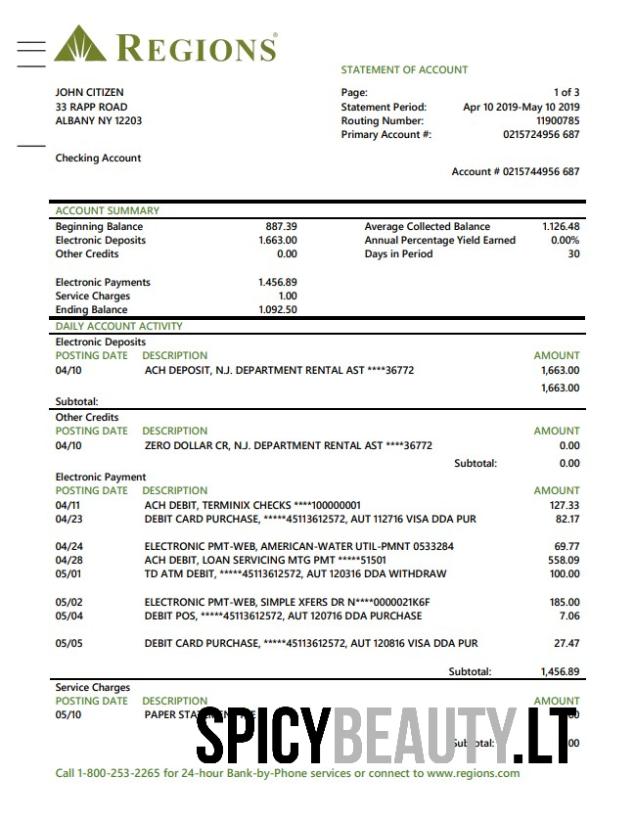 REGIONS
STATEMENT OF ACCOUNT
JOHN CITIZEN
33 RAPP ROAD
ALBANY NY 12203
Page: 1 of 3
Statement Period: Apr 10 2019-May 10 2019
Routing Number: 11900785
Primary Account #: 0215724956 687
Checking Account
Account # 0215744956 687
ACCOUNT SUMMARY
Beginning Balance 887.39 Average Collected Balance 1.126.48
Electronic Deposits 1.663.00 Annual Percentage Yield Earned 0.00%
Other Credits 0.00 Days in Period 30
Electronic Payments 1.456.89
Service Charges 1.00
Ending Balance 1.092.50
DAILY ACCOUNT ACTIVITY
Electronic Deposits
POSTING DATE DESCRIPTION AMOUNT
04/10 ACH DEPOSIT, N.J. DEPARTMENT RENTAL AST ****36772 1,663.00
1,663.00
Subtotal:
Other Credits
POSTING DATE DESCRIPTION AMOUNT
04/10 ZERO DOLLAR CR, N.J. DEPARTMENT RENTAL AST ****36772 0.00
Subtotal: 0.00
Electronic Payment
POSTING DATE DESCRIPTION AMOUNT
04/11 ACH DEBIT, TERMINIX CHECKS ****100000001 127.33
04/23 DEBIT CARD PURCHASE, *****45113612572, AUT 112716 VISA DDA PUR 82.17
04/24 ELECTRONIC PMT-WEB, AMERICAN-WATER UTIL-PMNT 0533284 69.77
04/28 ACH DEBIT, LOAN SERVICING MTG PMT *****51501 558.09
05/01 TD ATM DEBIT, *****45113612572, AUT 120316 DDA WITHDRAW 100.00
05/02 ELECTRONIC PMT-WEB, SIMPLE XFERS DR N****0000021K6F 185.00
05/04 DEBIT POS, *****45113612572, AUT 120716 DDA PURCHASE 7.06
05/05 DEBIT CARD PURCHASE, *****45113612572, AUT 120816 VISA DDA PUR 27.47
Subtotal: 1,456.89
Service Charges
POSTING DATE DESCRIPTION AMOUNT
05/10 PAPER
SPICYBEAUTY.LT
Subtotal:
Call 1-800-253-2265 for 24-hour Bank-by-Phone services or connect to www.regions.com